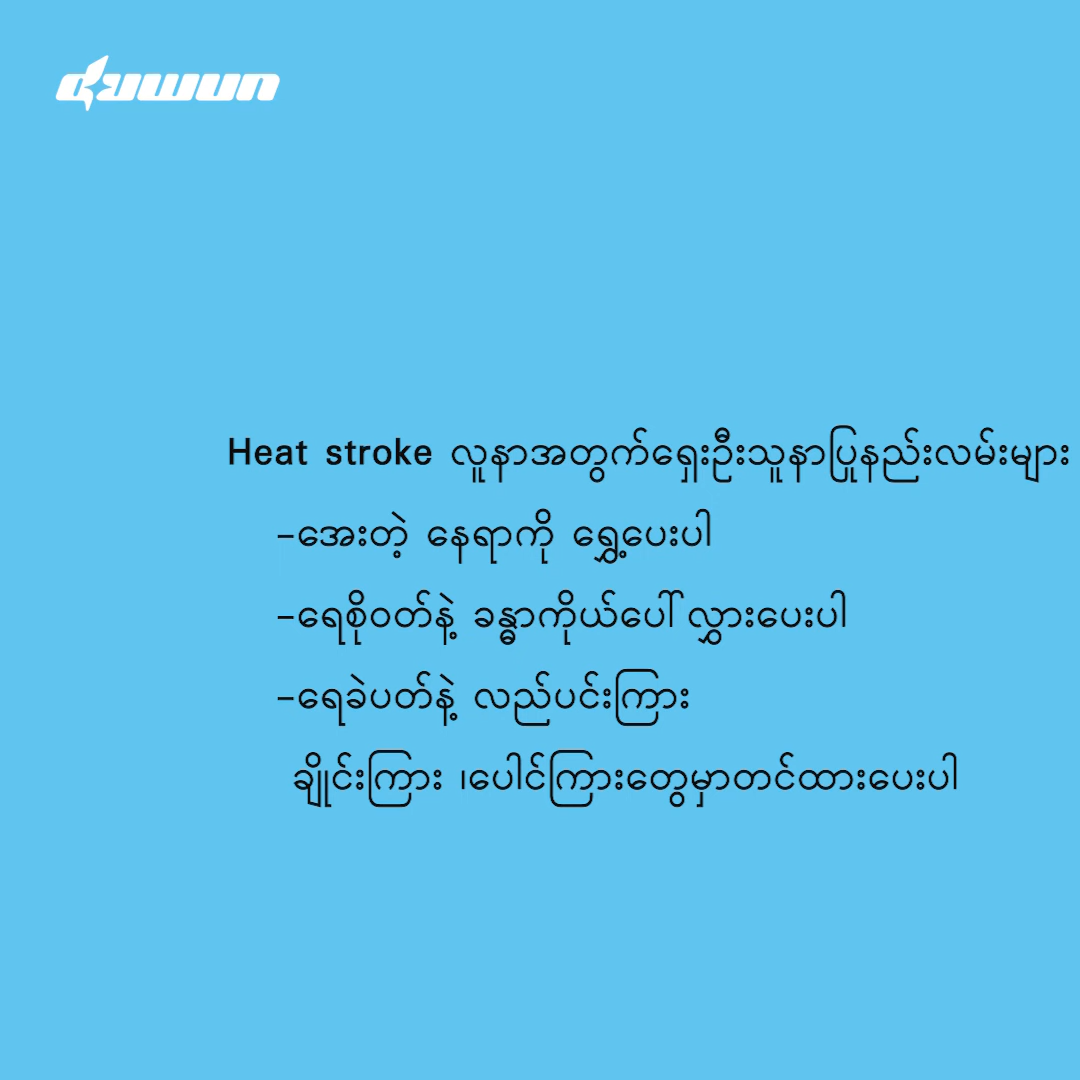 duwun
Heat stroke လူနာအတွက်ရှေးဦးသူနာပြုနည်းလမ်းများ
-အေးတဲ့ နေရာကို ရွှေ့ပေးပါ
-ရေစိုဝတ်နဲ့ ခန္ဓာကိုယ်ပေါ် လွှားပေးပါ
-ရေခဲပတ်နဲ့ လည်ပင်းကြား
ချိုင်းကြား ၊ပေါင်ကြားတွေမှာတင်ထားပေးပါ